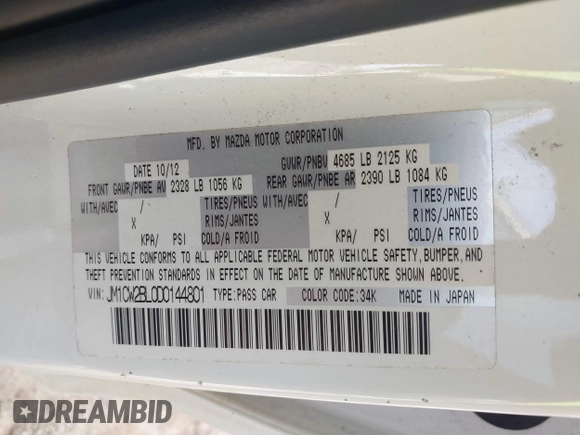 MFD. BY MAZDA MOTOR CORPORATION
DATE 10/12 GVWR/PNBV 4685 LB 2125 KG
FRONT GAWR/PNBE AV 2328 LB 1056 KG REAR GAWR/PNBE AR 2390 LB 1084 KG
WITH/AVEC / TIRES/PNEUS WITH/AVEC / TIRES/PNEUS
X RIMS/JANTES X RIMS/JANTES
KPA/ PSI COLD/A FROID KPA/ PSI COLD/A FROID
THIS VEHICLE CONFORMS TO ALL APPLICABLE FEDERAL MOTOR VEHICLE SAFETY, BUMPER, AND
THEFT PREVENTION STANDARDS IN EFFECT ON THE DATE OF MANUFACTURE SHOWN ABOVE.
VIN: JM1CW2BL0D0144801 TYPE: PASS CAR COLOR CODE: 34K MADE IN JAPAN
DREAMBID